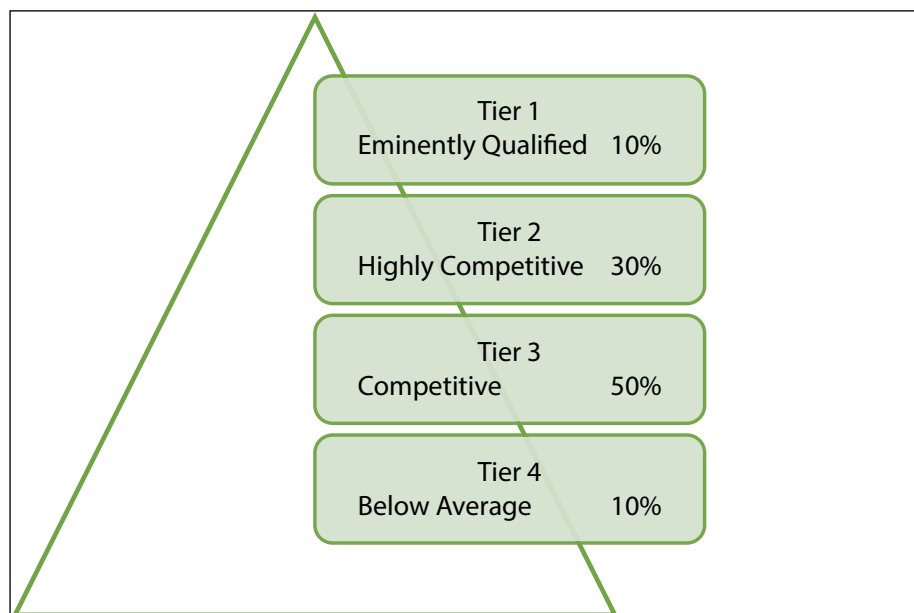 Tier 1
Eminently Qualified 10%
Tier 2
Highly Competitive 30%
Tier 3
Competitive 50%
Tier 4
Below Average 10%